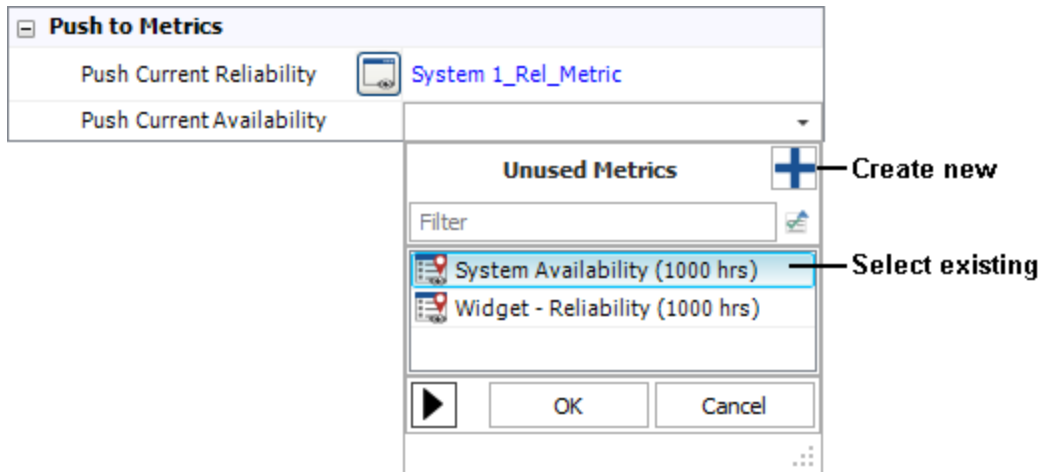 Push to Metrics
Push Current Reliability System 1_Rel_Metric
Push Current Availability
Unused Metrics
Create new
Filter
System Availability (1000 hrs)
Select existing
Widget - Reliability (1000 hrs)
OK Cancel